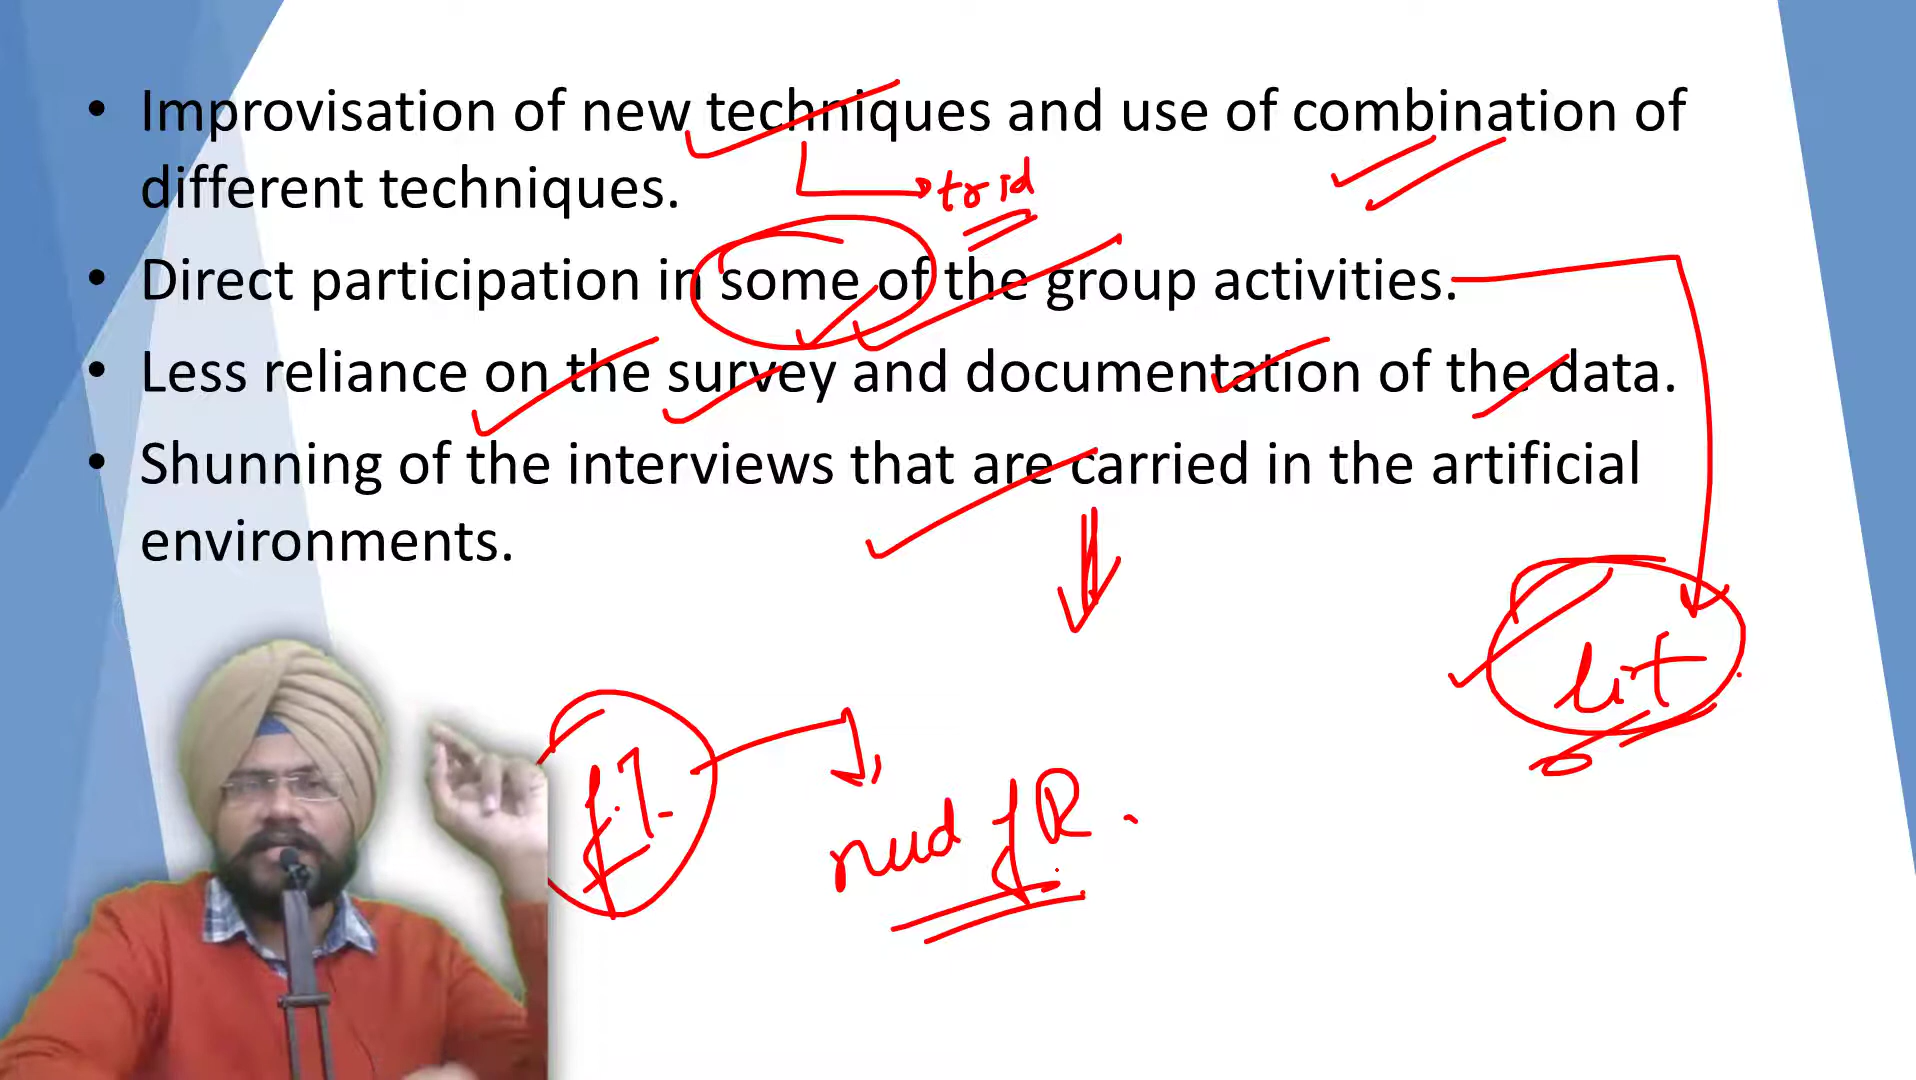 • Improvisation of new techniques and use of combination of
different techniques.
trid
• Direct participation in some of the group activities.
• Less reliance on the survey and documentation of the data.
• Shunning of the interviews that are carried in the artificial
environments.